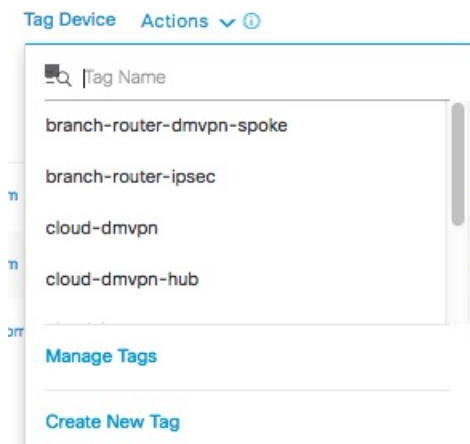 Tag Device Actions
Tag Name
branch-router-dmvpn-spoke
branch-router-ipsec
m
cloud-dmvpn
m
cloud-dmvpn-hub
om
Manage Tags
Create New Tag